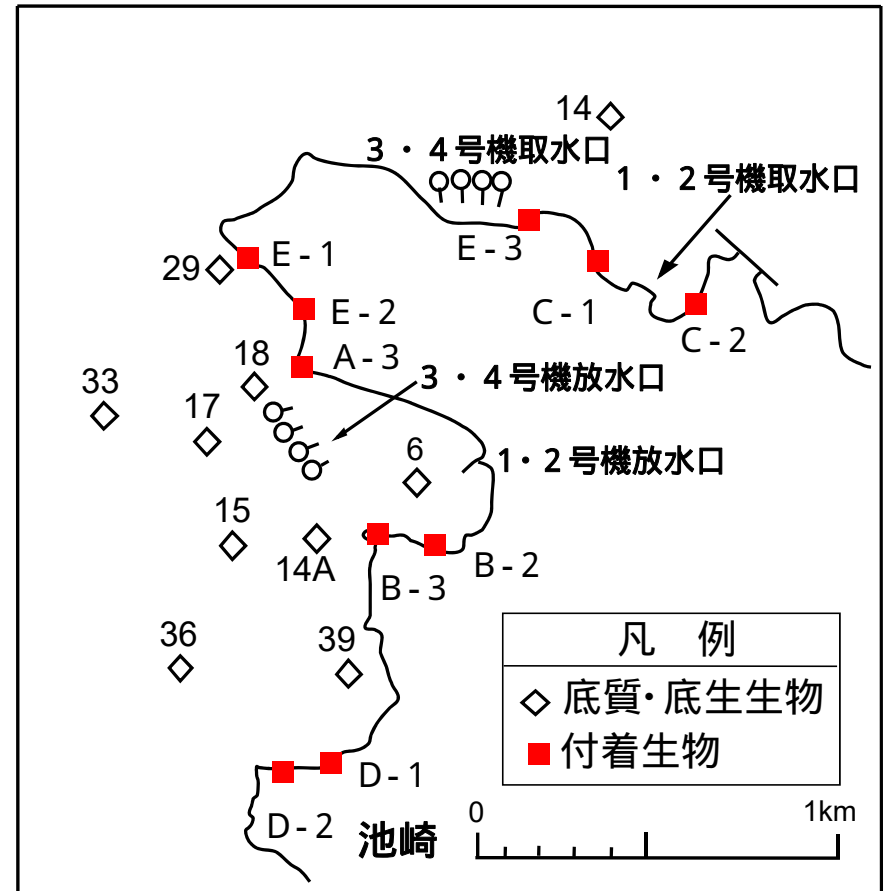 14
3・4号機取水口
1・2号機取水口
E-3
E-1
29
C-1
E-2
C-2
A-3
18
33
3・4号機放水口
17
6
1・2号機放水口
15
14A
B-2
B-3
36
39
凡 例
底質・底生生物
付着生物
D-1
D-2
池崎
0
1km